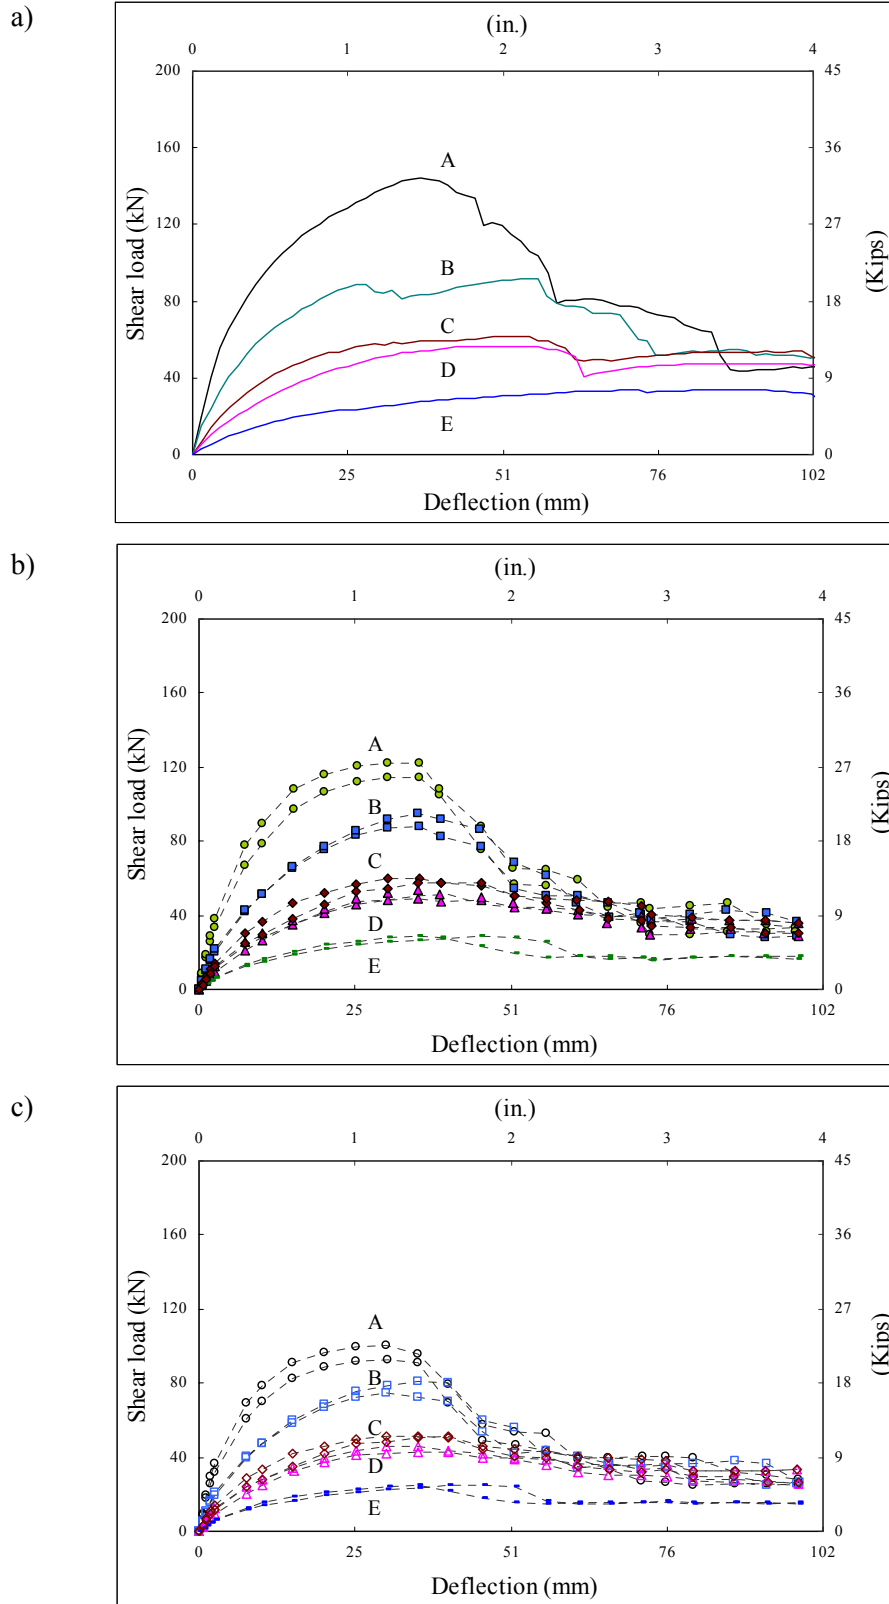 a)
(in.)
0 1 2 3 4
200 45
160 36
A
120 27
Shear load (kN)
(Kips)
B
80 18
C
40 9
D
E
0 0
0 25 51 76 102
Deflection (mm)
b)
(in.)
0 1 2 3 4
200 45
160 36
A
120 27
Shear load (kN)
(Kips)
B
80 18
C
40 9
D
E
0 0
0 25 51 76 102
Deflection (mm)
c)
(in.)
0 1 2 3 4
200 45
160 36
120 27
A
Shear load (kN)
(Kips)
B
80 18
C
40 9
D
E
0 0
0 25 51 76 102
Deflection (mm)